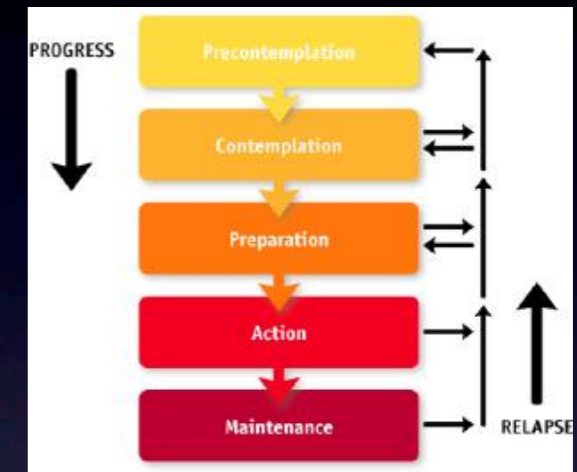 PROGRESS
Precontemplation
Contemplation
Preparation
Action
Maintenance
RELAPSE